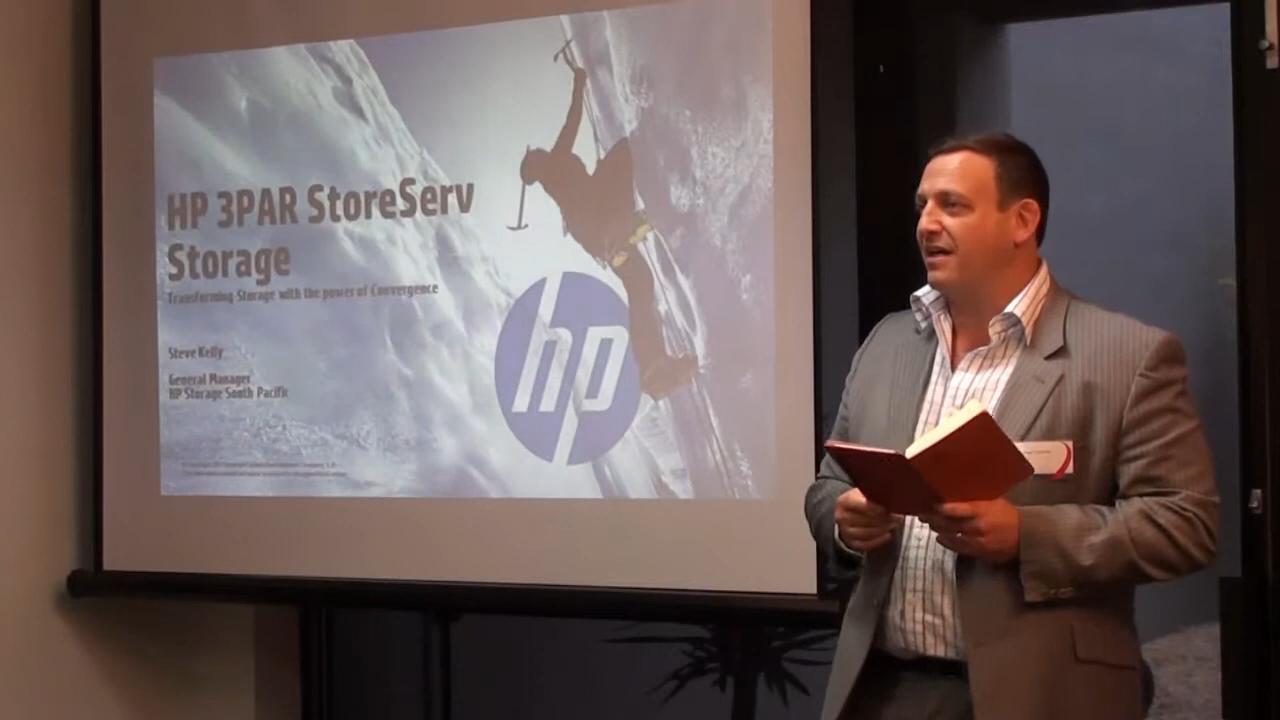 HP 3PAR StoreServ
Storage
Transforming Storage with the power of Convergence
Steve Kelly
General Manager
HP Storage South Pacific
hp